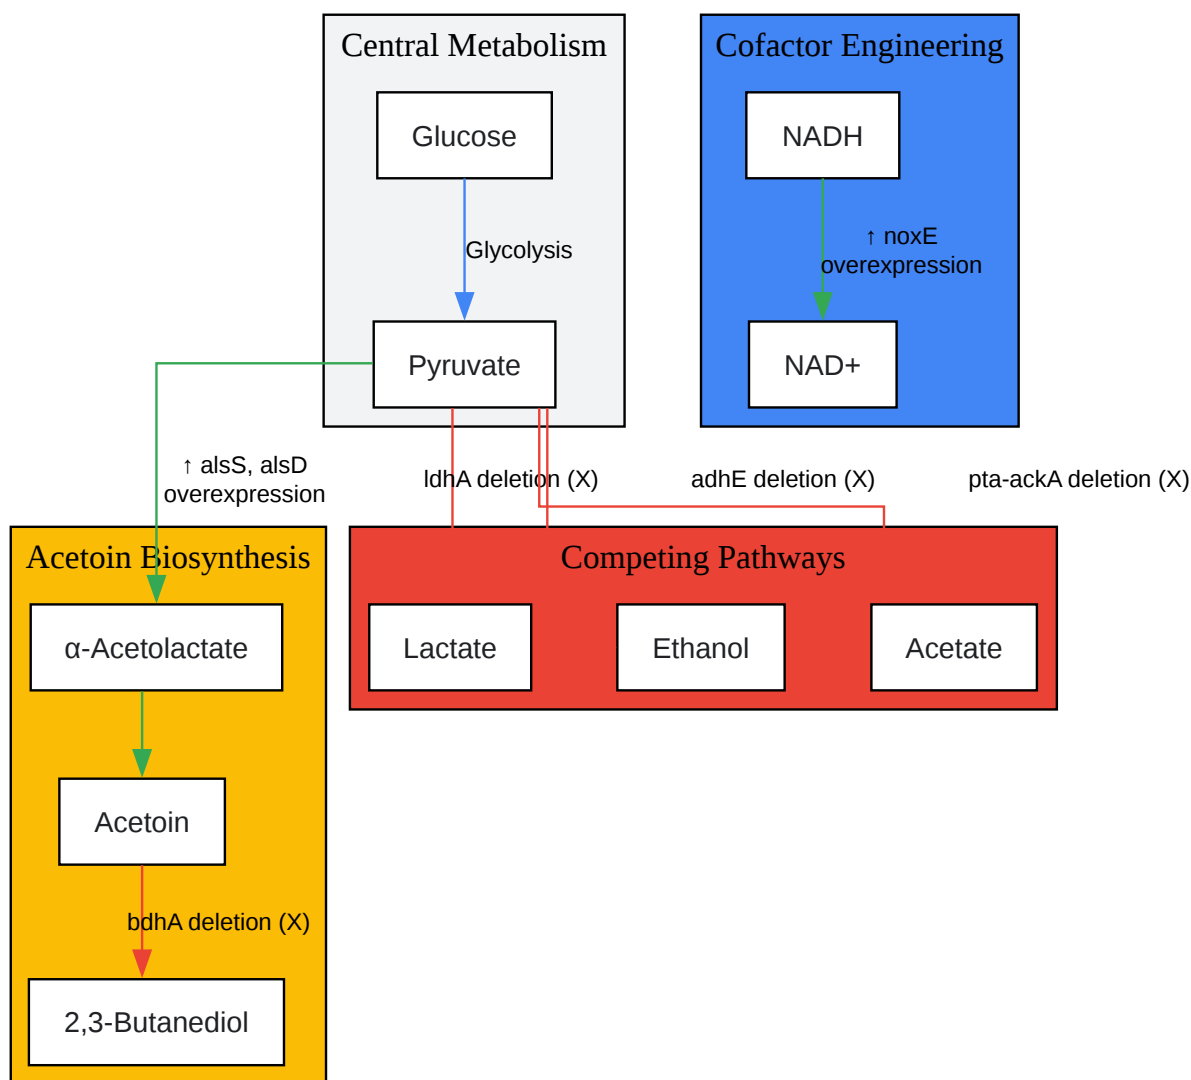 Central Metabolism
Cofactor Engineering
Glucose
NADH
Glycolysis
↑ noxE
overexpression
Pyruvate
NAD+
↑ alsS, alsD
overexpression
ldhA deletion (X)
adhE deletion (X)
pta-ackA deletion (X)
Acetoin Biosynthesis
Competing Pathways
α-Acetolactate
Lactate
Ethanol
Acetate
Acetoin
bdhA deletion (X)
2,3-Butanediol